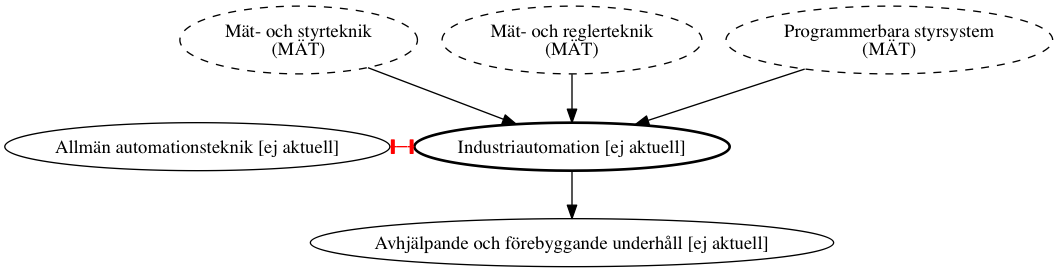 Mät- och styrteknik
(MÄT)
Mät- och reglerteknik
(MÄT)
Programmerbara styrsystem
(MÄT)
Allmän automationsteknik [ej aktuell]
Industriautomation [ej aktuell]
Avhjälpande och förebyggande underhåll [ej aktuell]